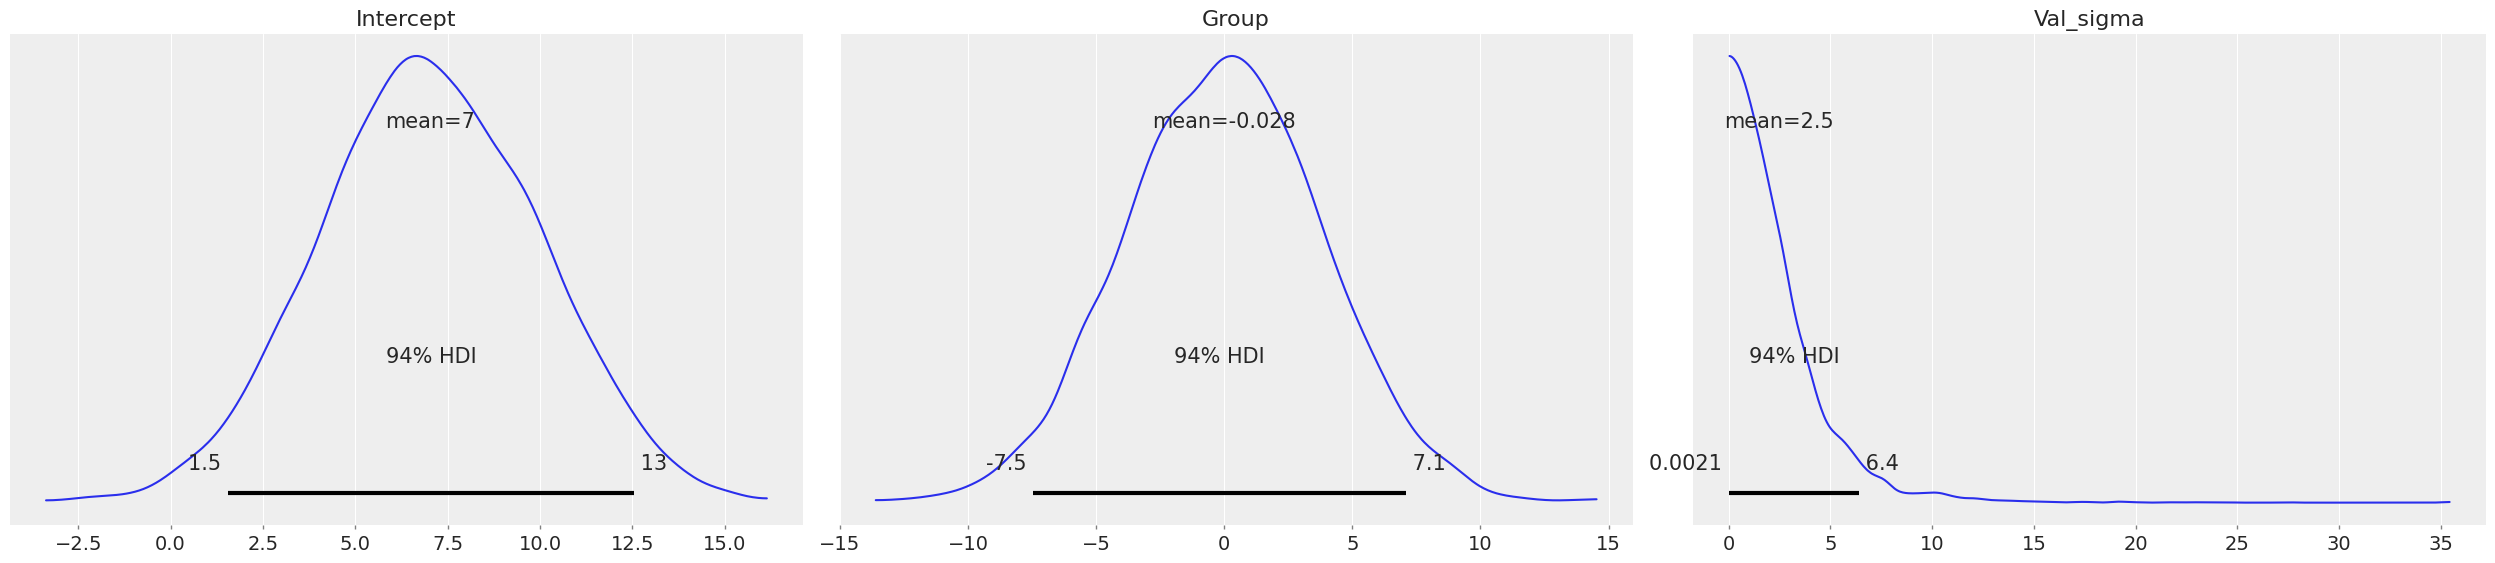 Intercept
mean=7
94% HDI
1.5
13
−2.5 0.0 2.5 5.0 7.5 10.0 12.5 15.0
Group
mean=-0.028
94% HDI
-7.5
7.1
−15 −10 −5 0 5 10 15
Val_sigma
mean=2.5
94% HDI
0.0021
6.4
0 5 10 15 20 25 30 35